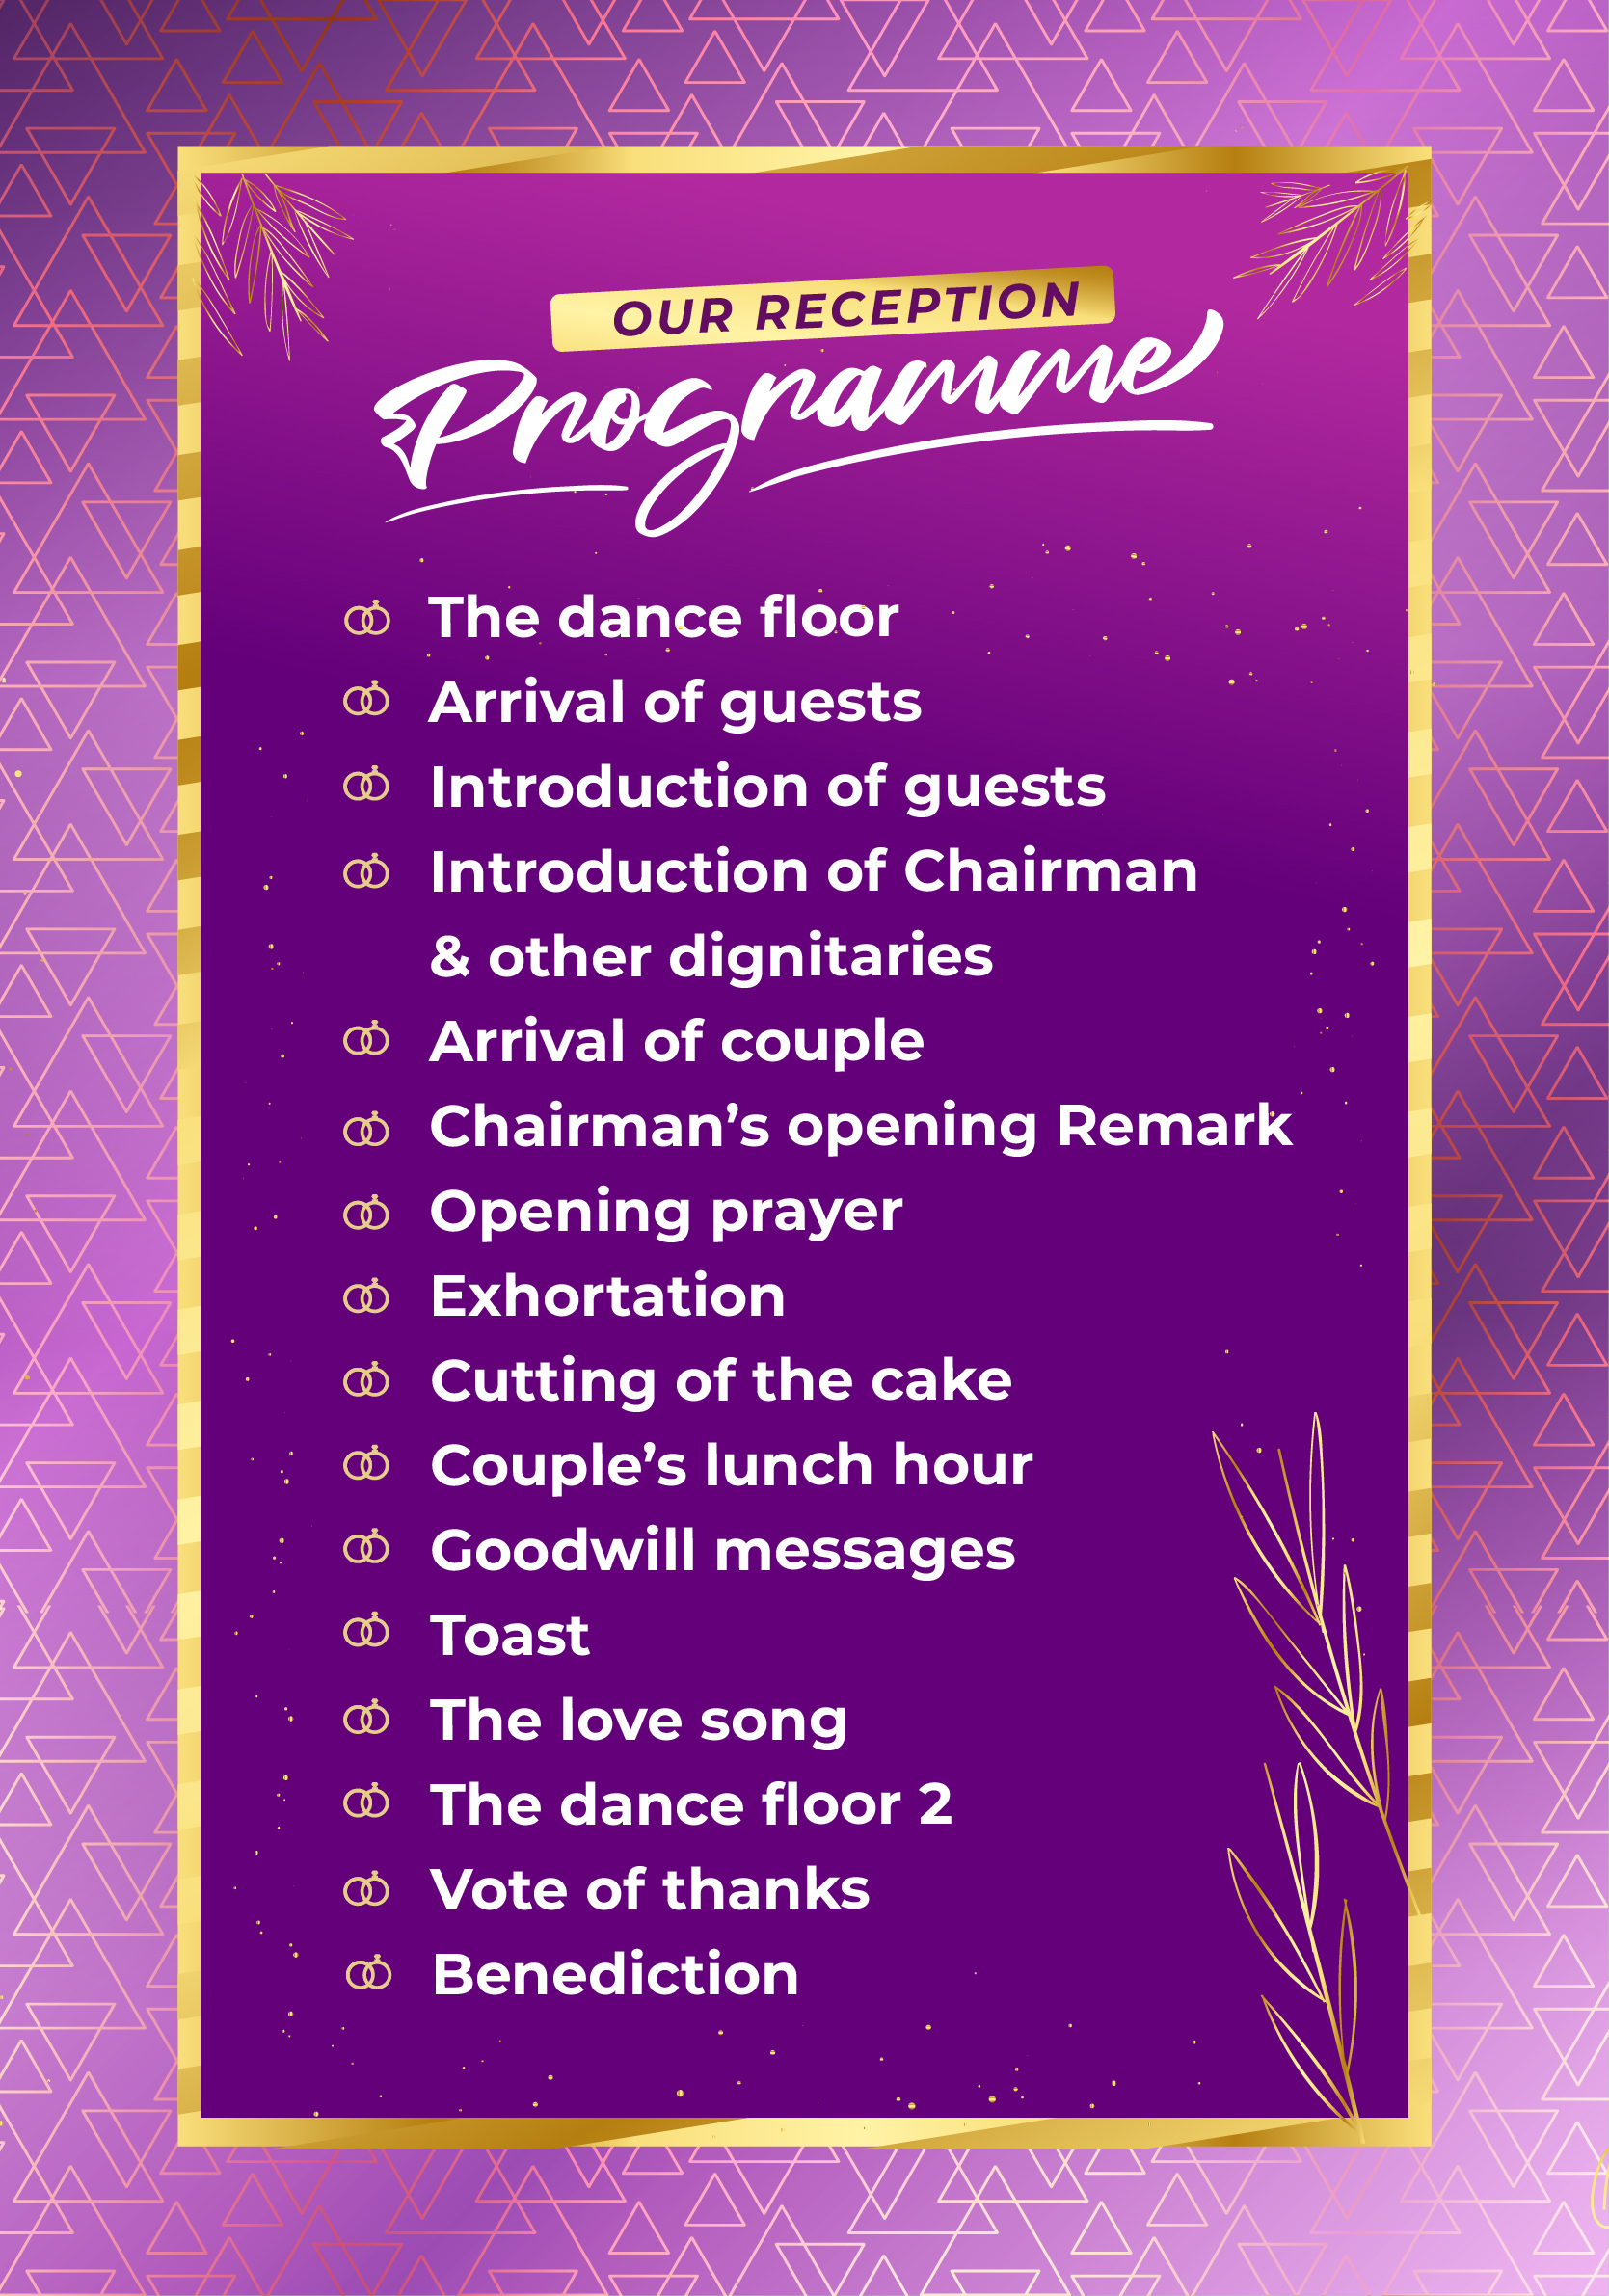 OUR RECEPTION
Programme
The dance floor
Arrival of guests
Introduction of guests
Introduction of Chairman
& other dignitaries
Arrival of couple
Chairman’s opening Remark
Opening prayer
Exhortation
Cutting of the cake
Couple’s lunch hour
Goodwill messages
Toast
The love song
The dance floor 2
Vote of thanks
Benediction